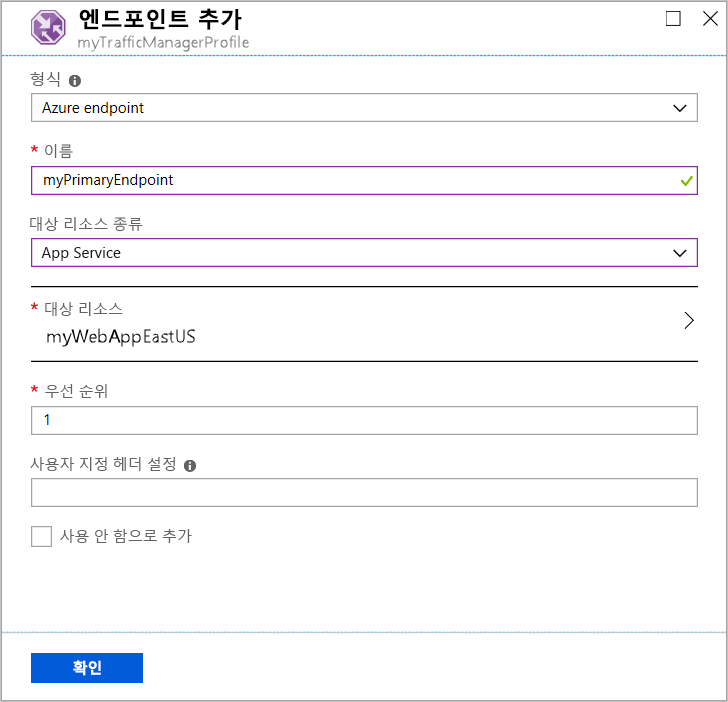 엔드포인트 추가
myTrafficManagerProfile
형식
Azure endpoint
* 이름
myPrimaryEndpoint
대상 리소스 종류
App Service
* 대상 리소스
myWebAppEastUS
* 우선 순위
1
사용자 지정 헤더 설정
사용 안 함으로 추가
확인